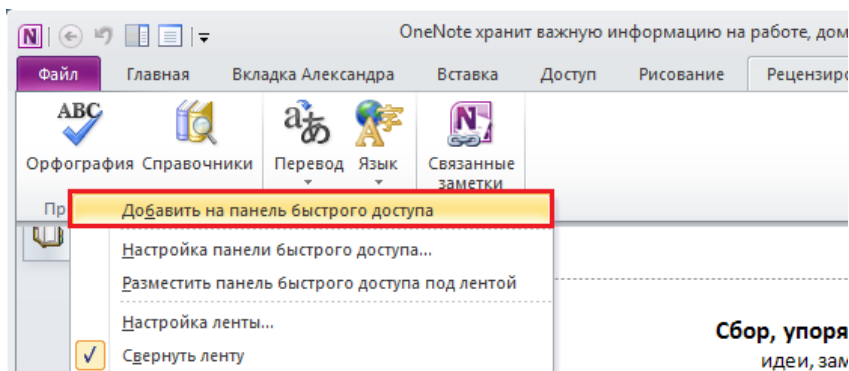 OneNote хранит важную информацию на работе, дом
Файл Главная Вкладка Александра Вставка Доступ Рисование Рецензиро
ABC
Орфография Справочники Перевод Язык Связанные
заметки
Пр
Добавить на панель быстрого доступа
Настройка панели быстрого доступа...
Разместить панель быстрого доступа под лентой
Настройка ленты...
Свернуть ленту
Сбор, упоря
идеи, зам